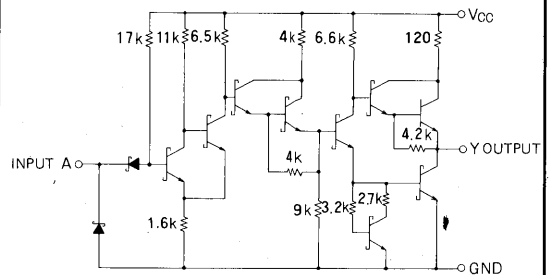 VCC
17k 11k 6.5k 4k 6.6k 120
4.2k
INPUT A Y OUTPUT
4k
1.6k 9k 3.2k 2.7k
GND